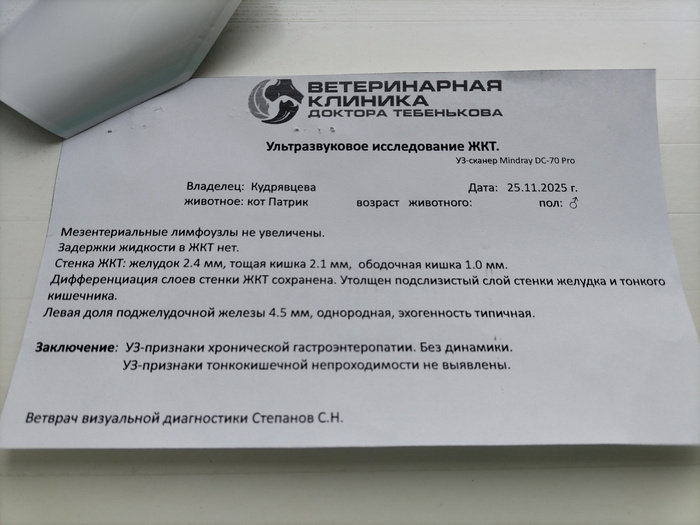 ВЕТЕРИНАРНАЯ
КЛИНИКА
ДОКТОРА ТЕБЕНЬКОВА
Ультразвуковое исследование ЖКТ.
УЗ-сканер Mindray DC-70 Pro
Владелец: Кудрявцева Дата: 25.11.2025 г.
животное: кот Патрик возраст животного: пол: ♂
Мезентериальные лимфоузлы не увеличены.
Задержки жидкости в ЖКТ нет.
Стенка ЖКТ: желудок 2.4 мм, тощая кишка 2.1 мм, ободочная кишка 1.0 мм.
Дифференциация слоев стенки ЖКТ сохранена. Утолщен подслизистый слой стенки желудка и тонкого
кишечника.
Левая доля поджелудочной железы 4.5 мм, однородная, эхогенность типичная.
Заключение: УЗ-признаки хронической гастроэнтеропатии. Без динамики.
УЗ-признаки тонкокишечной непроходимости не выявлены.
Ветврач визуальной диагностики Степанов С.Н.